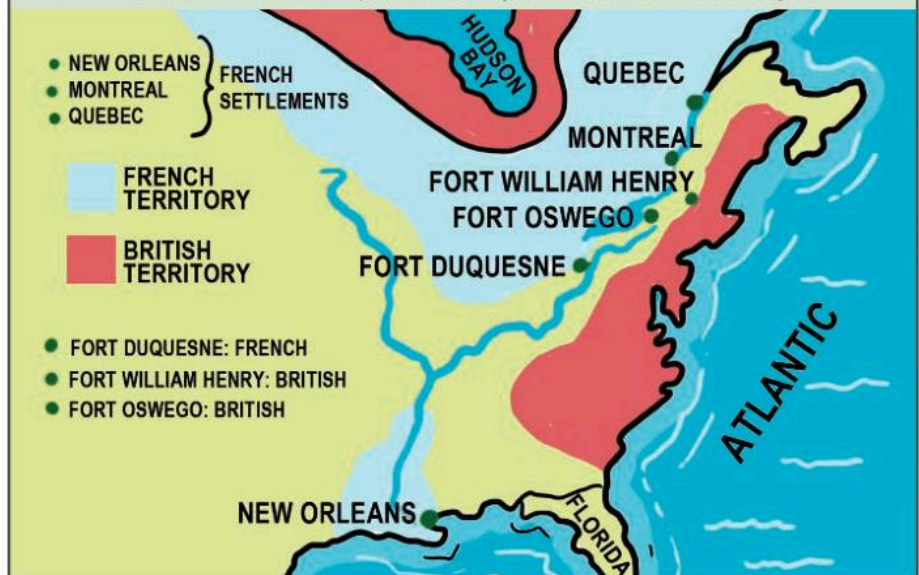 NEW ORLEANS
MONTREAL
QUEBEC
FRENCH
SETTLEMENTS
FRENCH
TERRITORY
BRITISH
TERRITORY
FORT DUQUESNE: FRENCH
FORT WILLIAM HENRY: BRITISH
FORT OSWEGO: BRITISH
HUDSON
BAY
QUEBEC
MONTREAL
FORT WILLIAM HENRY
FORT OSWEGO
FORT DUQUESNE
NEW ORLEANS
FLORIDA
ATLANTIC